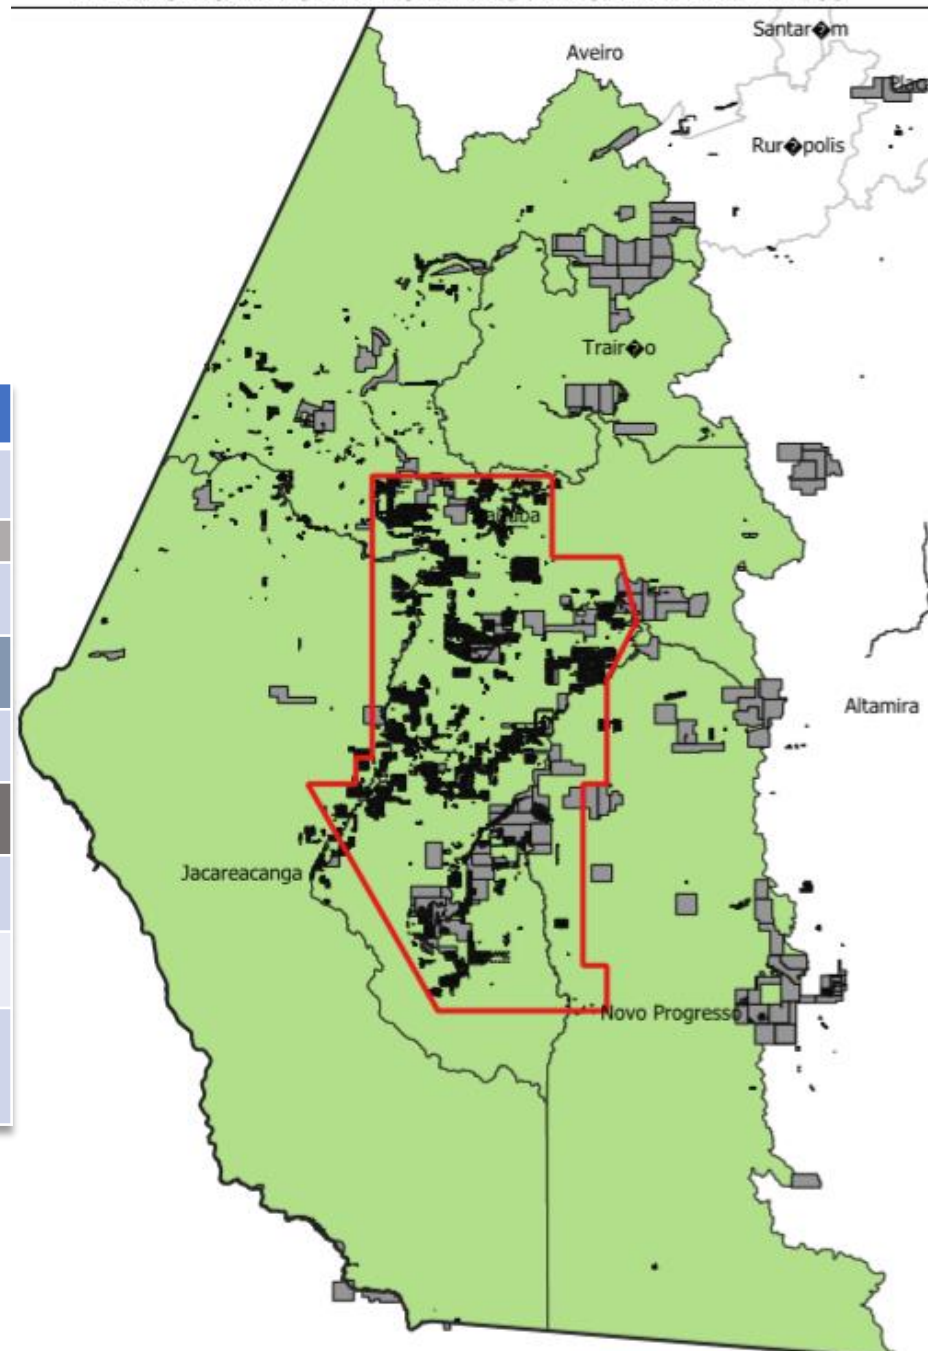 Santar�m
Aveiro
Rur�polis
Trair�o
Altamira
Jacareacanga
Novo Progresso